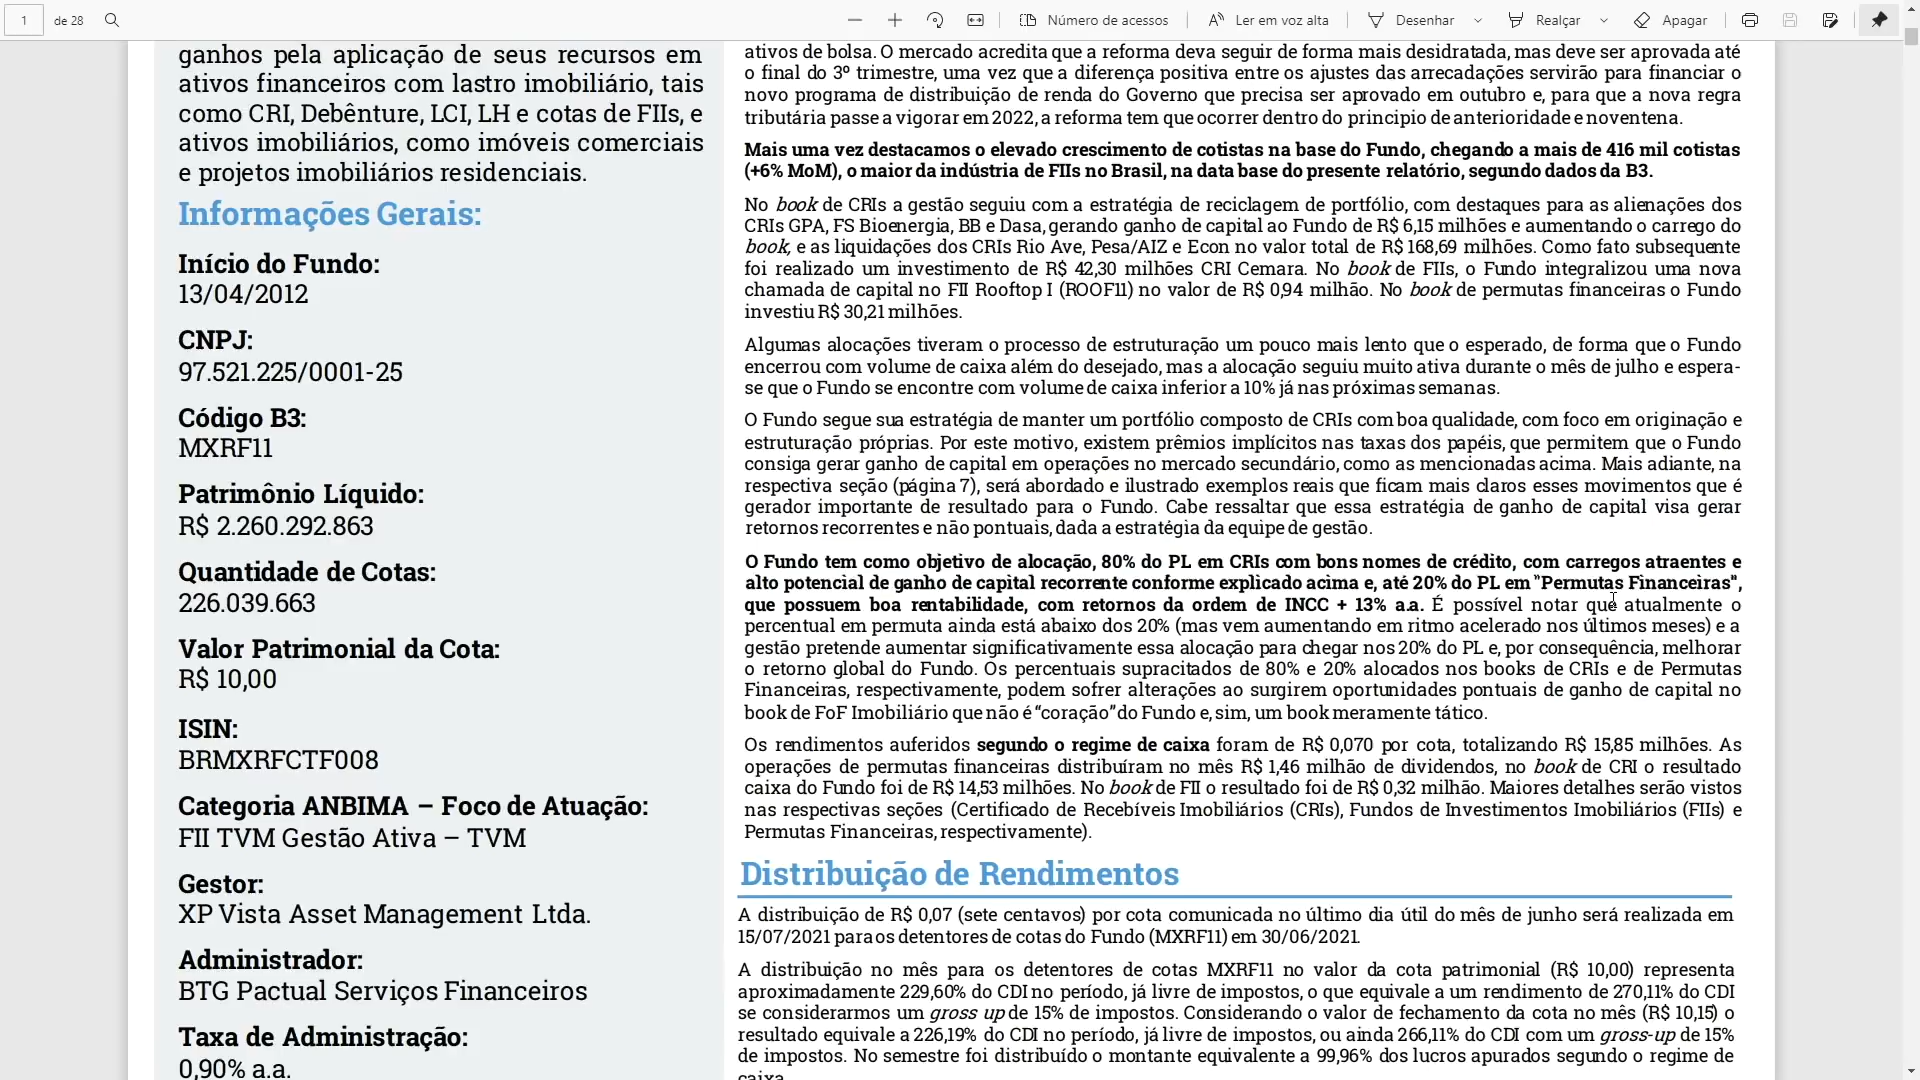 1 de 28 Número de acessos Ler em voz alta Desenhar Realçar Apagar
ganhos pela aplicação de seus recursos em
ativos financeiros com lastro imobiliário, tais
como CRI, Debênture, LCI, LH e cotas de FIIs, e
ativos imobiliários, como imóveis comerciais
e projetos imobiliários residenciais.
Informações Gerais:
Início do Fundo:
13/04/2012
CNPJ:
97.521.225/0001-25
Código B3:
MXRF11
Patrimônio Líquido:
R$ 2.260.292.863
Quantidade de Cotas:
226.039.663
Valor Patrimonial da Cota:
R$ 10,00
ISIN:
BRMXRFCTF008
Categoria ANBIMA – Foco de Atuação:
FII TVM Gestão Ativa – TVM
Gestor:
XP Vista Asset Management Ltda.
Administrador:
BTG Pactual Serviços Financeiros
Taxa de Administração:
0,90% a.a.
ativos de bolsa. O mercado acredita que a reforma deva seguir de forma mais desidratada, mas deve ser aprovada até
o final do 3º trimestre, uma vez que a diferença positiva entre os ajustes das arrecadações servirão para financiar o
novo programa de distribuição de renda do Governo que precisa ser aprovado em outubro e, para que a nova regra
tributária passe a vigorar em 2022, a reforma tem que ocorrer dentro do principio de anterioridade e noventena.
Mais uma vez destacamos o elevado crescimento de cotistas na base do Fundo, chegando a mais de 416 mil cotistas
(+6% MoM), o maior da indústria de FIIs no Brasil, na data base do presente relatório, segundo dados da B3.
No book de CRIs a gestão seguiu com a estratégia de reciclagem de portfólio, com destaques para as alienações dos
CRIs GPA, FS Bioenergia, BB e Dasa, gerando ganho de capital ao Fundo de R$ 6,15 milhões e aumentando o carrego do
book, e as liquidações dos CRIs Rio Ave, Pesa/AIZ e Econ no valor total de R$ 168,69 milhões. Como fato subsequente
foi realizado um investimento de R$ 42,30 milhões CRI Cemara. No book de FIIs, o Fundo integralizou uma nova
chamada de capital no FII Rooftop I (ROOF11) no valor de R$ 0,94 milhão. No book de permutas financeiras o Fundo
investiu R$ 30,21 milhões.
Algumas alocações tiveram o processo de estruturação um pouco mais lento que o esperado, de forma que o Fundo
encerrou com volume de caixa além do desejado, mas a alocação seguiu muito ativa durante o mês de julho e espera-
se que o Fundo se encontre com volume de caixa inferior a 10% já nas próximas semanas.
O Fundo segue sua estratégia de manter um portfólio composto de CRIs com boa qualidade, com foco em originação e
estruturação próprias. Por este motivo, existem prêmios implícitos nas taxas dos papéis, que permitem que o Fundo
consiga gerar ganho de capital em operações no mercado secundário, como as mencionadas acima. Mais adiante, na
respectiva seção (página 7), será abordado e ilustrado exemplos reais que ficam mais claros esses movimentos que é
gerador importante de resultado para o Fundo. Cabe ressaltar que essa estratégia de ganho de capital visa gerar
retornos recorrentes e não pontuais, dada a estratégia da equipe de gestão.
O Fundo tem como objetivo de alocação, 80% do PL em CRIs com bons nomes de crédito, com carregos atraentes e
alto potencial de ganho de capital recorrente conforme explicado acima e, até 20% do PL em "Permutas Financeiras",
que possuem boa rentabilidade, com retornos da ordem de INCC + 13% a.a. É possível notar que atualmente o
percentual em permuta ainda está abaixo dos 20% (mas vem aumentando em ritmo acelerado nos últimos meses) e a
gestão pretende aumentar significativamente essa alocação para chegar nos 20% do PL e, por consequência, melhorar
o retorno global do Fundo. Os percentuais supracitados de 80% e 20% alocados nos books de CRIs e de Permutas
Financeiras, respectivamente, podem sofrer alterações ao surgirem oportunidades pontuais de ganho de capital no
book de FoF Imobiliário que não é “coração” do Fundo e, sim, um book meramente tático.
Os rendimentos auferidos segundo o regime de caixa foram de R$ 0,070 por cota, totalizando R$ 15,85 milhões. As
operações de permutas financeiras distribuíram no mês R$ 1,46 milhão de dividendos, no book de CRI o resultado
caixa do Fundo foi de R$ 14,53 milhões. No book de FII o resultado foi de R$ 0,32 milhão. Maiores detalhes serão vistos
nas respectivas seções (Certificado de Recebíveis Imobiliários (CRIs), Fundos de Investimentos Imobiliários (FIIs) e
Permutas Financeiras, respectivamente).
Distribuição de Rendimentos
A distribuição de R$ 0,07 (sete centavos) por cota comunicada no último dia útil do mês de junho será realizada em
15/07/2021 para os detentores de cotas do Fundo (MXRF11) em 30/06/2021.
A distribuição no mês para os detentores de cotas MXRF11 no valor da cota patrimonial (R$ 10,00) representa
aproximadamente 229,60% do CDI no período, já livre de impostos, o que equivale a um rendimento de 270,11% do CDI
se considerarmos um gross up de 15% de impostos. Considerando o valor de fechamento da cota no mês (R$ 10,15) o
resultado equivale a 226,19% do CDI no período, já livre de impostos, ou ainda 266,11% do CDI com um gross-up de 15%
de impostos. No semestre foi distribuído o montante equivalente a 99,96% dos lucros apurados segundo o regime de
caixa.